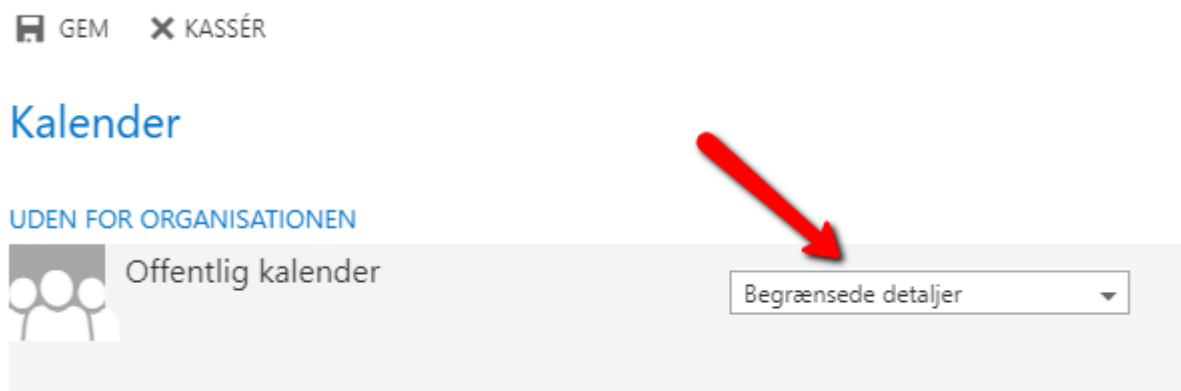 GEM KASSÉR
Kalender
UDEN FOR ORGANISATIONEN
Offentlig kalender
Begrænsede detaljer